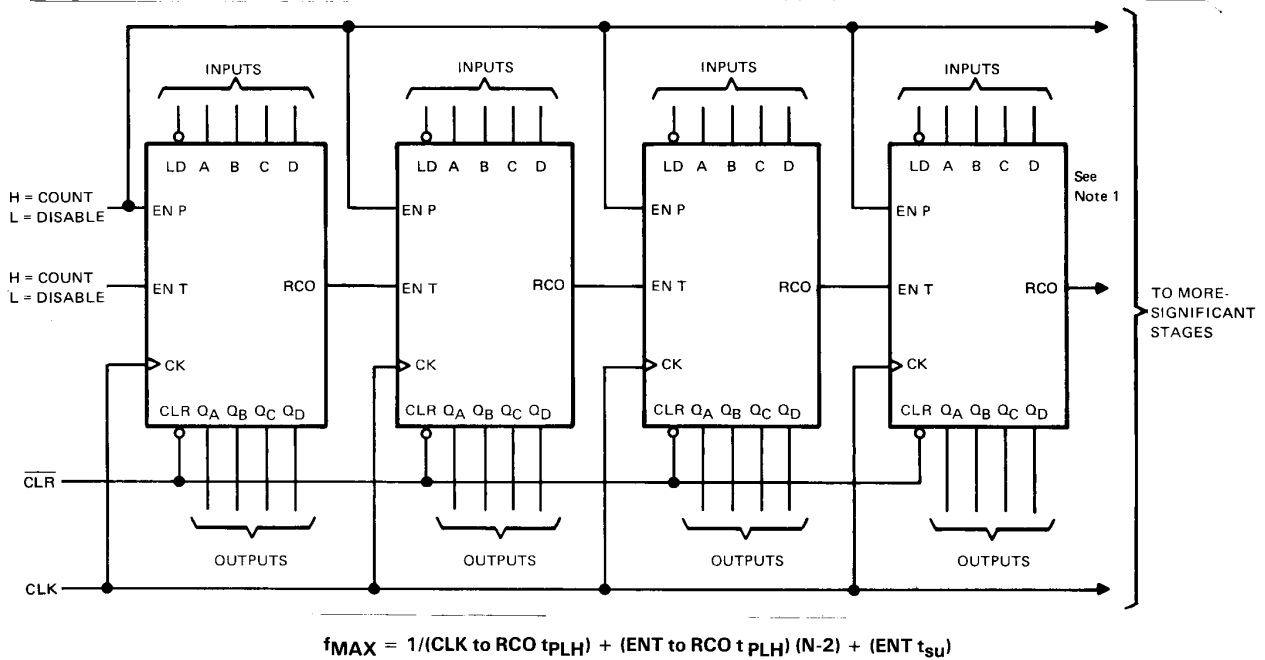 INPUTS INPUTS INPUTS INPUTS
LD A B C D LD A B C D LD A B C D LD A B C D
See
Note 1
H = COUNT
L = DISABLE
EN P EN P EN P EN P
H = COUNT
L = DISABLE
EN T RCO EN T RCO EN T RCO EN T RCO
TO MORE-
SIGNIFICANT
STAGES
CK CK CK CK
CLR QA QB QC QD CLR QA QB QC QD CLR QA QB QC QD CLR QA QB QC QD
CLR
OUTPUTS OUTPUTS OUTPUTS OUTPUTS
CLK
fMAX = 1/(CLK to RCO tPLH) + (ENT to RCO tPLH) (N-2) + (ENT tsu)